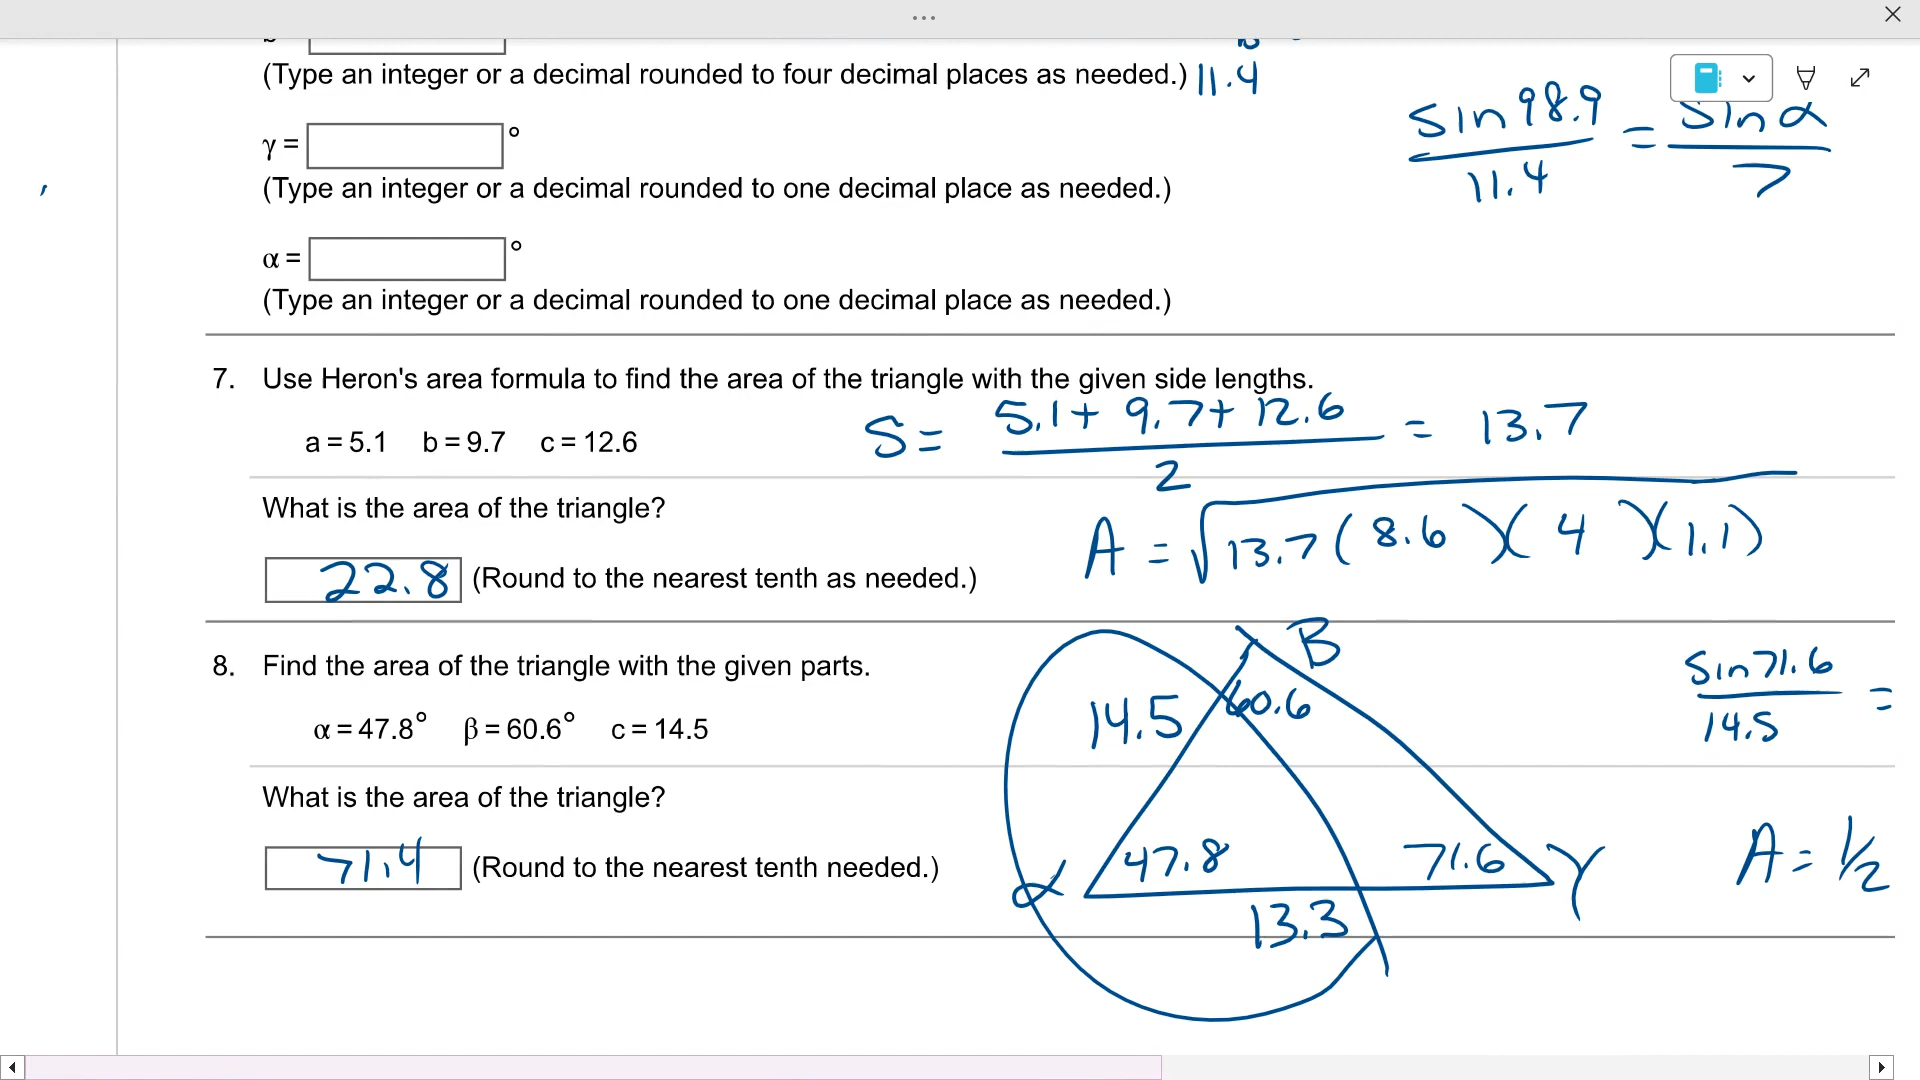 (Type an integer or a decimal rounded to four decimal places as needed.) 11.4
sin 98.9 / 11.4 = sin α / 7
γ = °
(Type an integer or a decimal rounded to one decimal place as needed.)
α = °
(Type an integer or a decimal rounded to one decimal place as needed.)
7. Use Heron's area formula to find the area of the triangle with the given side lengths.
S = 5.1 + 9.7 + 12.6 / 2 = 13.7
a = 5.1 b = 9.7 c = 12.6
What is the area of the triangle?
A = √13.7 ( 8.6 )( 4 )( 1.1 )
22.8 (Round to the nearest tenth as needed.)
8. Find the area of the triangle with the given parts.
B
sin 71.6 / 14.5 =
14.5 60.6
α = 47.8° β = 60.6° c = 14.5
What is the area of the triangle?
71.4 (Round to the nearest tenth needed.)
α 47.8 71.6 γ
A = 1/2
13.3